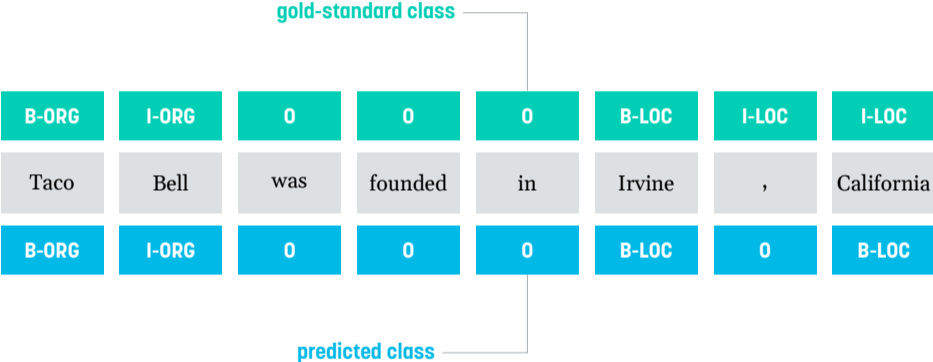 gold-standard class
B-ORG I-ORG O O O B-LOC I-LOC I-LOC
Taco Bell was founded in Irvine , California
B-ORG I-ORG O O O B-LOC O B-LOC
predicted class